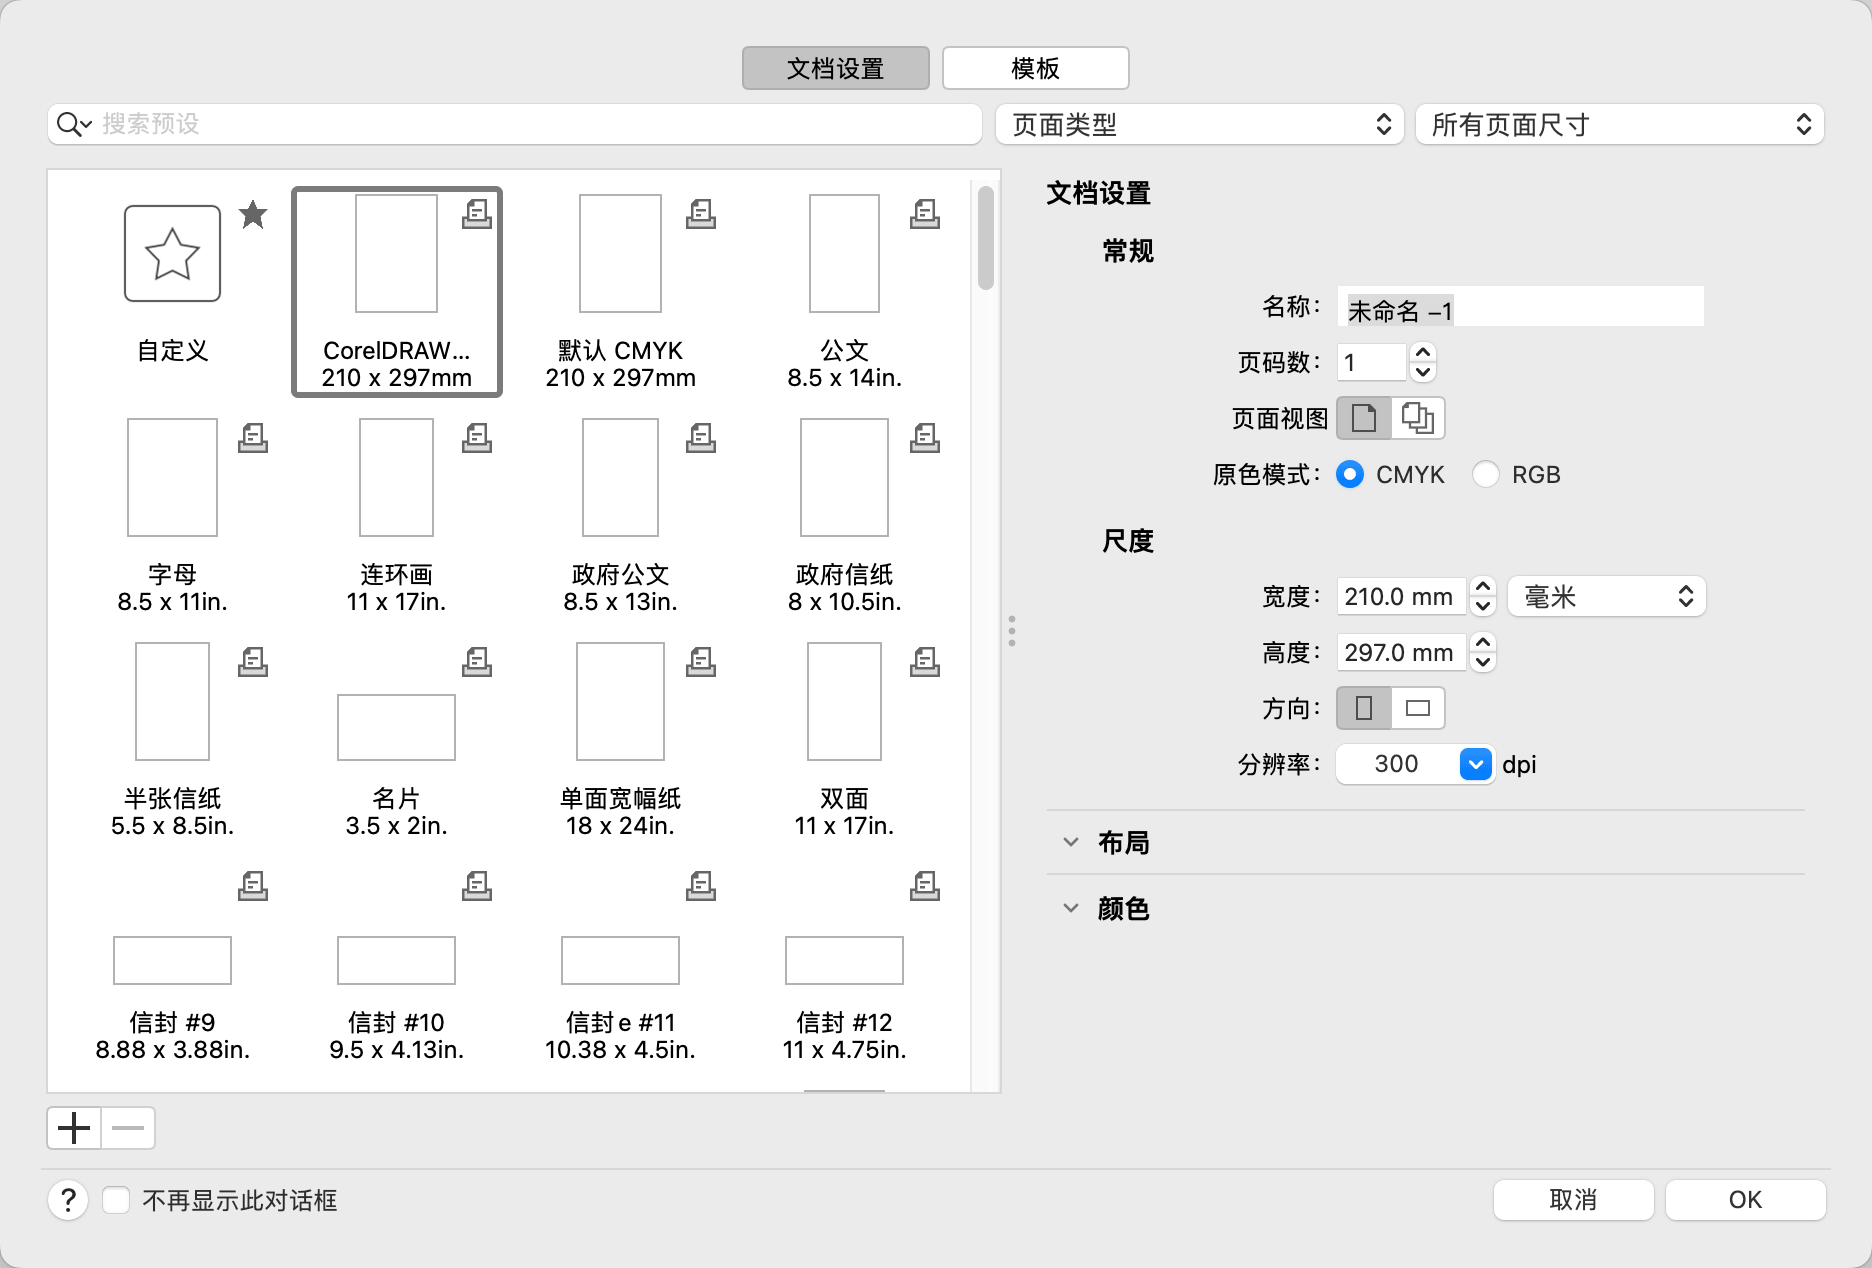 文档设置
模板
搜索预设
页面类型
所有页面尺寸
自定义
CorelDRAW...
210 x 297mm
默认 CMYK
210 x 297mm
公文
8.5 x 14in.
字母
8.5 x 11in.
连环画
11 x 17in.
政府公文
8.5 x 13in.
政府信纸
8 x 10.5in.
半张信纸
5.5 x 8.5in.
名片
3.5 x 2in.
单面宽幅纸
18 x 24in.
双面
11 x 17in.
信封 #9
8.88 x 3.88in.
信封 #10
9.5 x 4.13in.
信封 e #11
10.38 x 4.5in.
信封 #12
11 x 4.75in.
文档设置
常规
名称: 未命名 –1
页码数: 1
页面视图
原色模式: CMYK RGB
尺度
宽度: 210.0 mm 毫米
高度: 297.0 mm
方向:
分辨率: 300 dpi
布局
颜色
? 不再显示此对话框
取消
OK